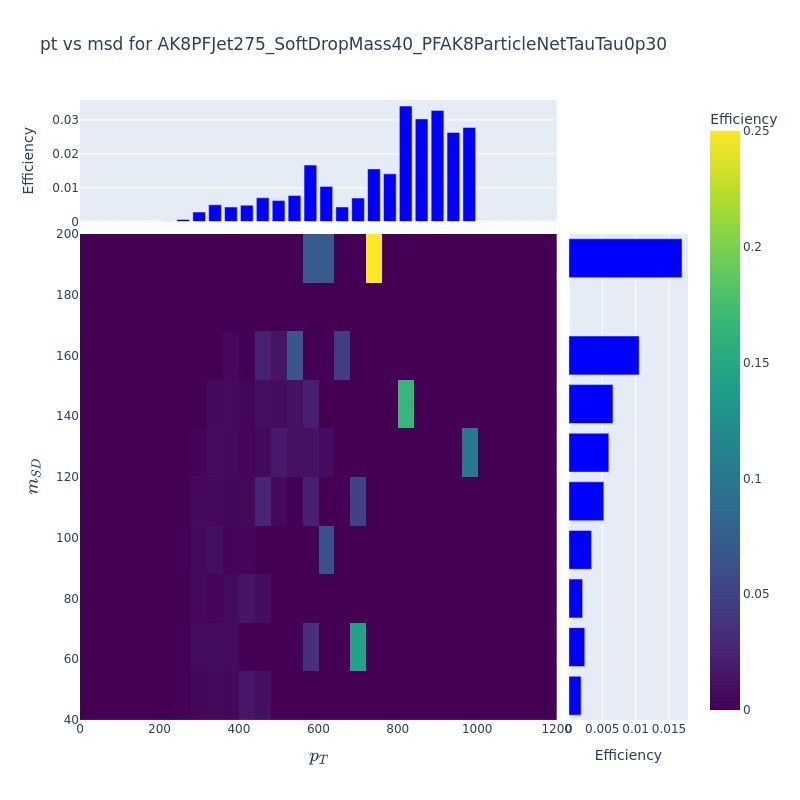 pt vs msd for AK8PFJet275_SoftDropMass40_PFAK8ParticleNetTauTau0p30
Efficiency
0.03
0.02
0.01
0
Efficiency
0.25
0.2
0.15
0.1
0.05
0
200
180
160
140
120
100
80
60
40
m_SD
0 200 400 600 800 1000 1200
p_T
0 0.005 0.01 0.015
Efficiency